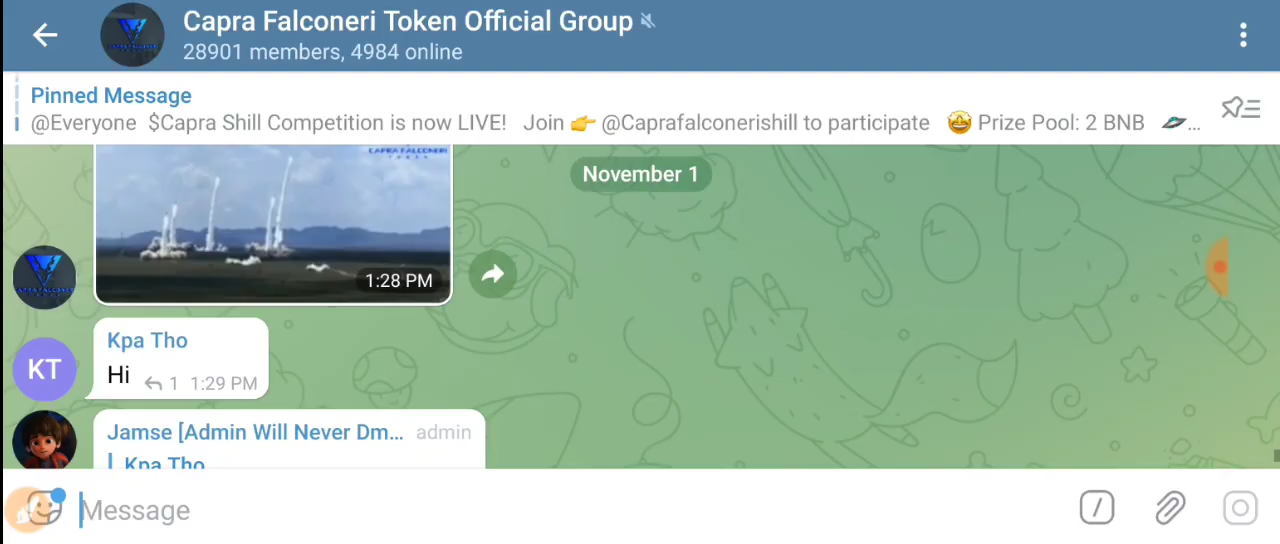 Capra Falconeri Token Official Group
28901 members, 4984 online
Pinned Message
@Everyone $Capra Shill Competition is now LIVE! Join 👉 @Caprafalconerishill to participate 🤩 Prize Pool: 2 BNB 🛸...
November 1
CAPRA FALCONERI
TOKEN
1:28 PM
KT
Kpa Tho
Hi
1 1:29 PM
Jamse [Admin Will Never Dm... admin
Kpa Tho
Message